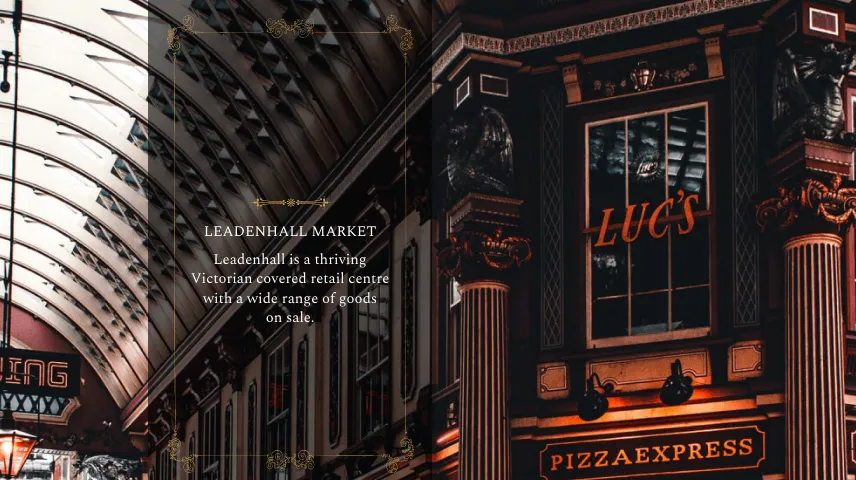 LEADENHALL MARKET
Leadenhall is a thriving
Victorian covered retail centre
with a wide range of goods
on sale.
LUC'S
PIZZAEXPRESS